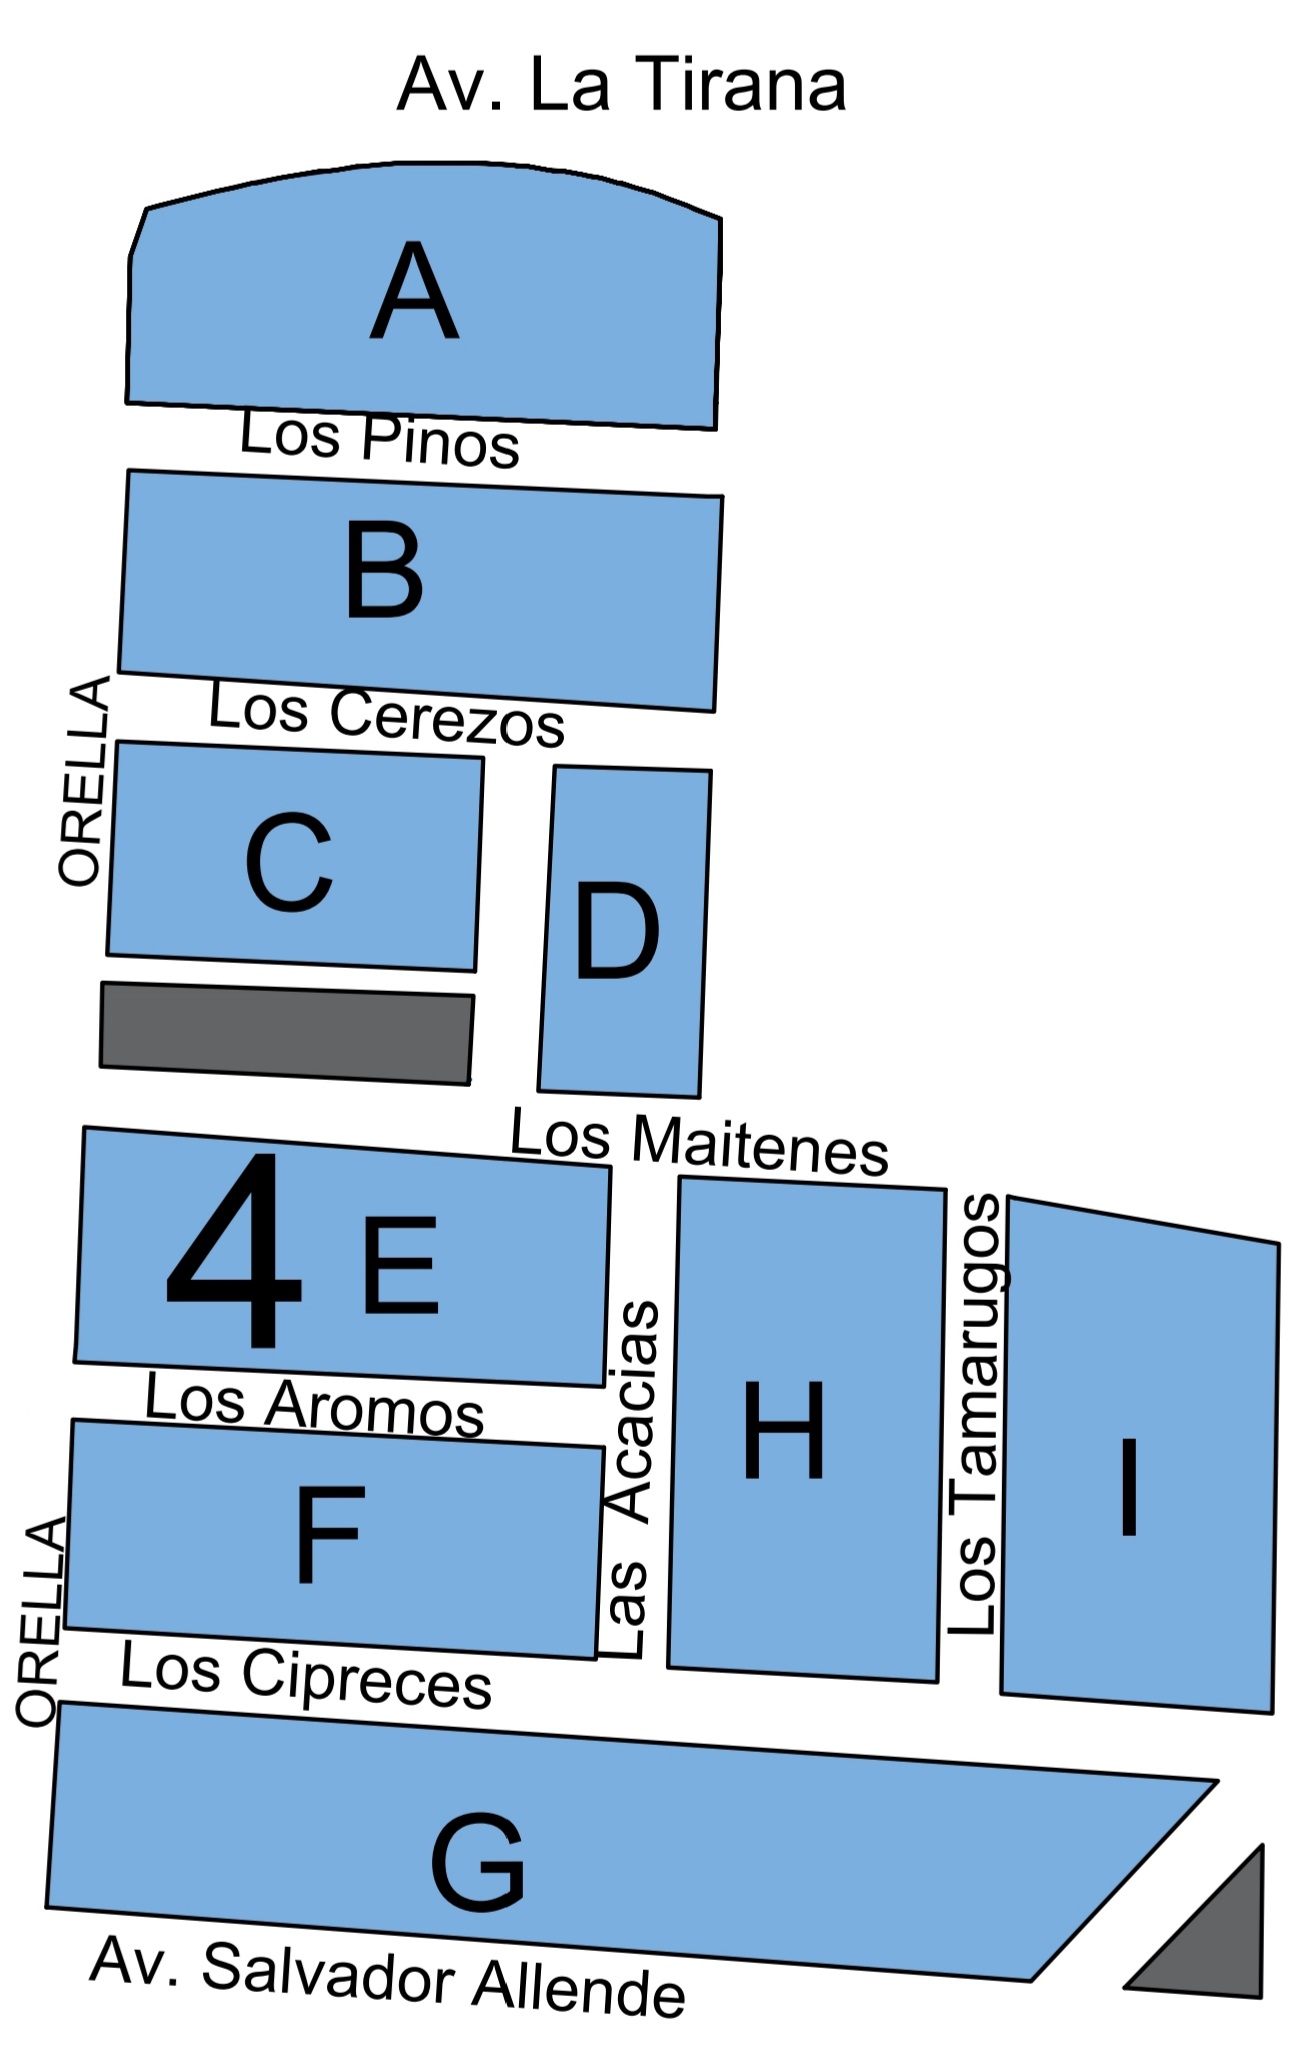 Av. La Tirana
A
Los Pinos
B
ORELLA
Los Cerezos
C
D
Los Maitenes
4 E
Los Aromos
Las Acacias
H
Los Tamarugos
I
F
ORELLA
Los Cipreces
G
Av. Salvador Allende